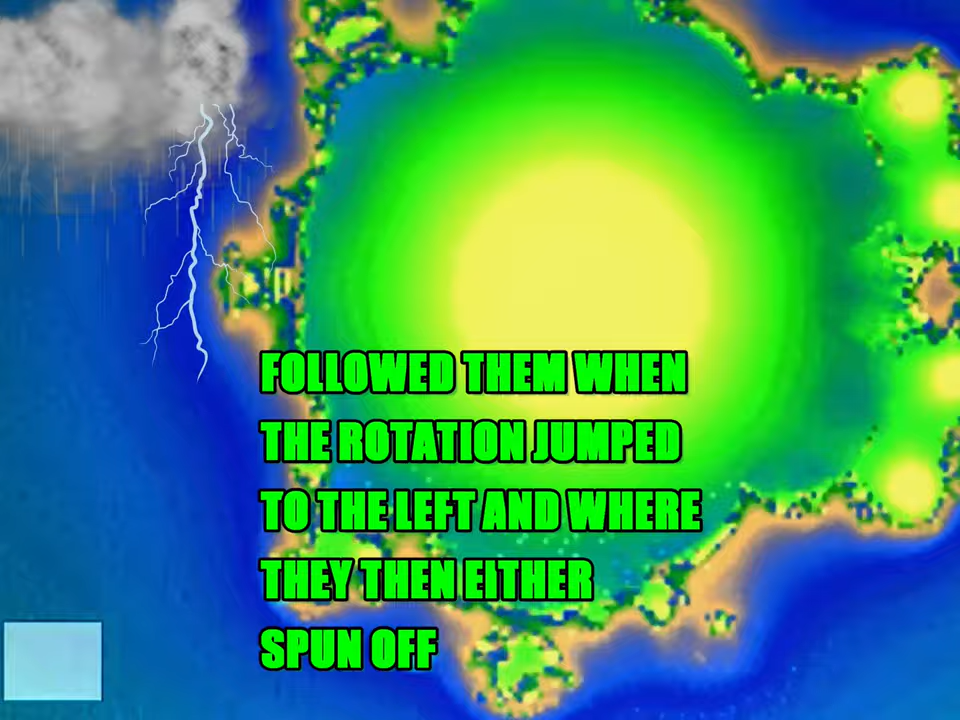 FOLLOWED THEM WHEN
THE ROTATION JUMPED
TO THE LEFT AND WHERE
THEY THEN EITHER
SPUN OFF